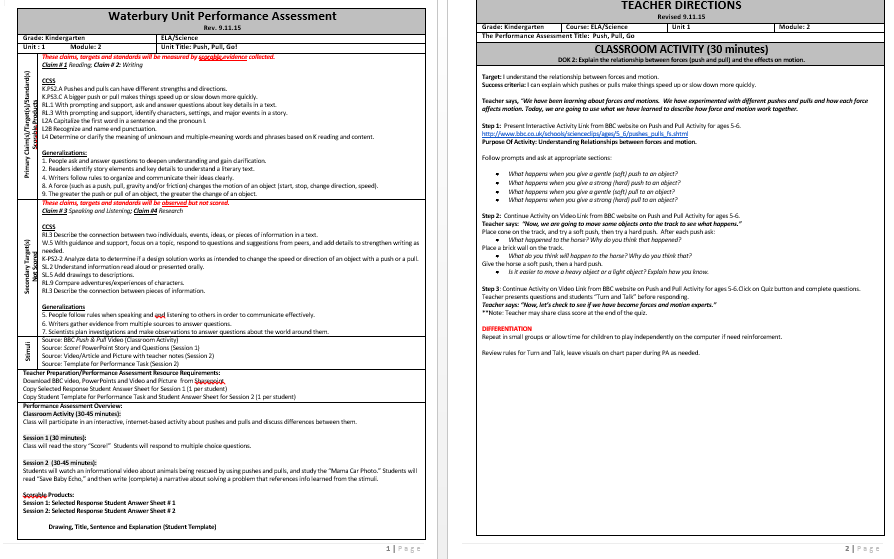 Waterbury Unit Performance Assessment
Rev. 9.11.15
Grade: Kindergarten ELA/Science
Unit : 1 Module: 2 Unit Title: Push, Pull, Go!
Primary Claim(s)/Target(s)/Standard(s)
Scorable Products
These claims, targets and standards will be measured by scorable evidence collected.
Claim # 1 Reading; Claim # 2: Writing
CCSS
K.PS2.A Pushes and pulls can have different strengths and directions.
K.PS3.C A bigger push or pull makes things speed up or slow down more quickly.
RL.1 With prompting and support, ask and answer questions about key details in a text.
RL.3 With prompting and support, identify characters, settings, and major events in a story.
L2A Capitalize the first word in a sentence and the pronoun I.
L2B Recognize and name end punctuation.
L4 Determine or clarify the meaning of unknown and multiple-meaning words and phrases based on K reading and content.
Generalizations:
1. People ask and answer questions to deepen understanding and gain clarification.
2. Readers identify story elements and key details to understand a literary text.
4. Writers follow rules to organize and communicate their ideas clearly.
8. A force (such as a push, pull, gravity and/or friction) changes the motion of an object (start, stop, change direction, speed).
9. The greater the push or pull of an object, the greater the change of an object.
Secondary Target(s)
Not Scored
These claims, targets and standards will be observed but not scored.
Claim # 3 Speaking and Listening; Claim #4 Research
CCSS
RI.3 Describe the connection between two individuals, events, ideas, or pieces of information in a text.
W.5 With guidance and support, focus on a topic, respond to questions and suggestions from peers, and add details to strengthen writing as
needed.
K-PS2-2 Analyze data to determine if a design solution works as intended to change the speed or direction of an object with a push or a pull.
SL.2 Understand information read aloud or presented orally.
SL.5 Add drawings to descriptions.
RL.9 Compare adventures/experiences of characters.
RI.3 Describe the connection between pieces of information.
Generalizations
5. People follow rules when speaking and and listening to others in order to communicate effectively.
6. Writers gather evidence from multiple sources to answer questions.
7. Scientists plan investigations and make observations to answer questions about the world around them.
Stimuli
Source: BBC Push & Pull Video (Classroom Activity)
Source: Score! PowerPoint Story and Questions (Session 1)
Source: Video/Article and Picture with teacher notes (Session 2)
Source: Template for Performance Task (Session 2)
Teacher Preparation/Performance Assessment Resource Requirements:
Download BBC video, PowerPoints and Video and Picture from Sharepoint.
Copy Selected Response Student Answer Sheet for Session 1 (1 per student)
Copy Student Template for Performance Task and Student Answer Sheet for Session 2 (1 per student)
Performance Assessment Overview:
Classroom Activity (30-45 minutes):
Class will participate in an interactive, internet-based activity about pushes and pulls and discuss differences between them.
Session 1 (30 minutes):
Class will read the story "Score!" Students will respond to multiple choice questions.
Session 2 (30-45 minutes):
Students will watch an informational video about animals being rescued by using pushes and pulls, and study the "Mama Car Photo." Students will
read "Save Baby Echo," and then write (complete) a narrative about solving a problem that references info learned from the stimuli.
Scorable Products:
Session 1: Selected Response Student Answer Sheet # 1
Session 2: Selected Response Student Answer Sheet # 2
Drawing, Title, Sentence and Explanation (Student Template)
1 | Page
TEACHER DIRECTIONS
Revised 9.11.15
Grade: Kindergarten Course: ELA/Science Unit 1 Module: 2
The Performance Assessment Title: Push, Pull, Go
CLASSROOM ACTIVITY (30 minutes)
DOK 2: Explain the relationship between forces (push and pull) and the effects on motion.
Target: I understand the relationship between forces and motion.
Success criteria: I can explain which pushes or pulls make things speed up or slow down more quickly.
Teacher says, "We have been learning about forces and motions. We have experimented with different pushes and pulls and how each force
affects motion. Today, we are going to use what we have learned to describe how force and motion work together.
Step 1: Present Interactive Activity Link from BBC website on Push and Pull Activity for ages 5-6.
http://www.bbc.co.uk/schools/scienceclips/ages/5_6/pushes_pulls_fs.shtml
Purpose Of Activity: Understanding Relationships between forces and motion.
Follow prompts and ask at appropriate sections:
• What happens when you give a gentle (soft) push to an object?
• What happens when you give a strong (hard) push to an object?
• What happens when you give a gentle (soft) pull to an object?
• What happens when you give a strong (hard) pull to an object?
Step 2: Continue Activity on Video Link from BBC website on Push and Pull Activity for ages 5-6.
Teacher says: "Now, we are going to move some objects onto the track to see what happens."
Place cone on the track, and try a soft push, then try a hard push. After each push ask:
• What happened to the horse? Why do you think that happened?
Place a brick wall on the track.
• What do you think will happen to the horse? Why do you think that?
Give the horse a soft push, then a hard push.
• Is it easier to move a heavy object or a light object? Explain how you know.
Step 3: Continue Activity on Video Link from BBC website on Push and Pull Activity for ages 5-6.Click on Quiz button and complete questions.
Teacher presents questions and students "Turn and Talk" before responding.
Teacher says: "Now, let's check to see if we have become forces and motion experts."
**Note: Teacher may share class score at the end of the quiz.
DIFFERENTIATION
Repeat in small groups or allow time for children to play independently on the computer if need reinforcement.
Review rules for Turn and Talk, leave visuals on chart paper during PA as needed.
2 | Page